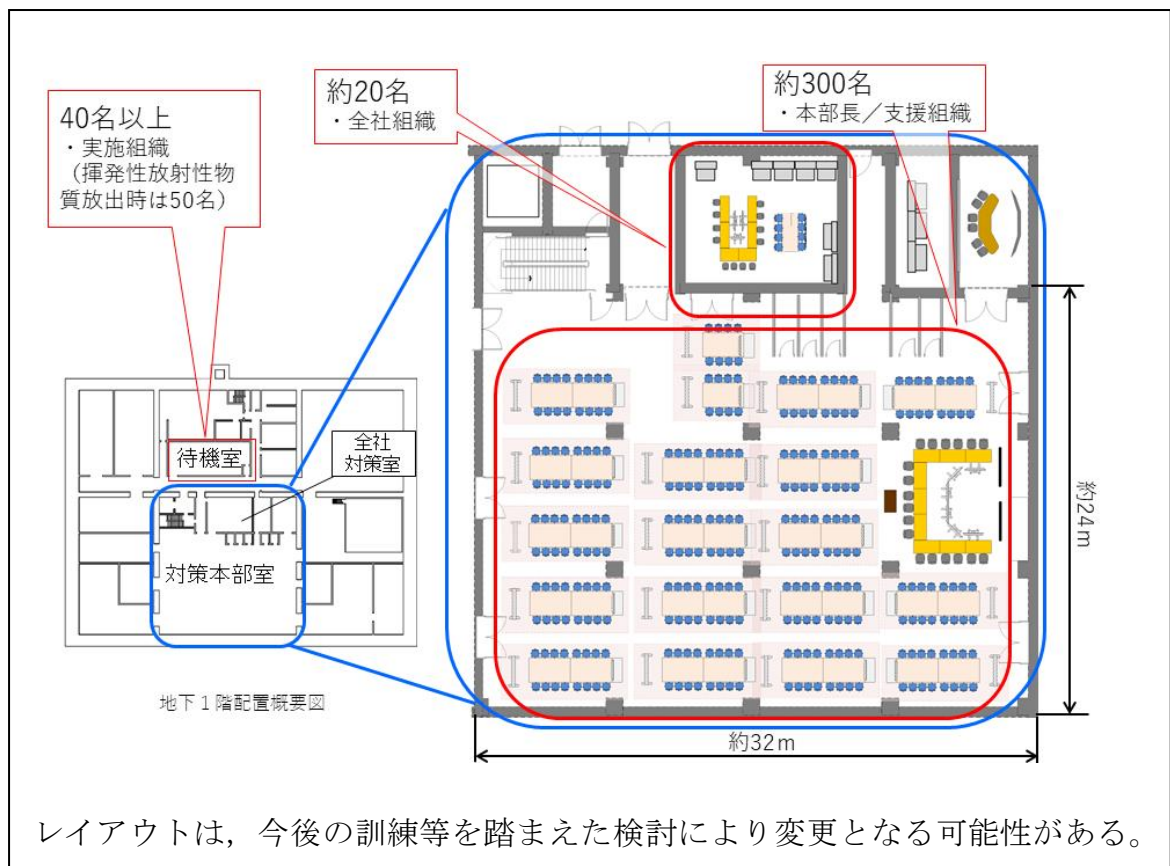 40名以上
・実施組織
(揮発性放射性物
質放出時は50名)
約20名
・全社組織
約300名
・本部長／支援組織
待機室
全社
対策室
対策本部室
地下１階配置概要図
約24ｍ
約32ｍ
レイアウトは，今後の訓練等を踏まえた検討により変更となる可能性がある。